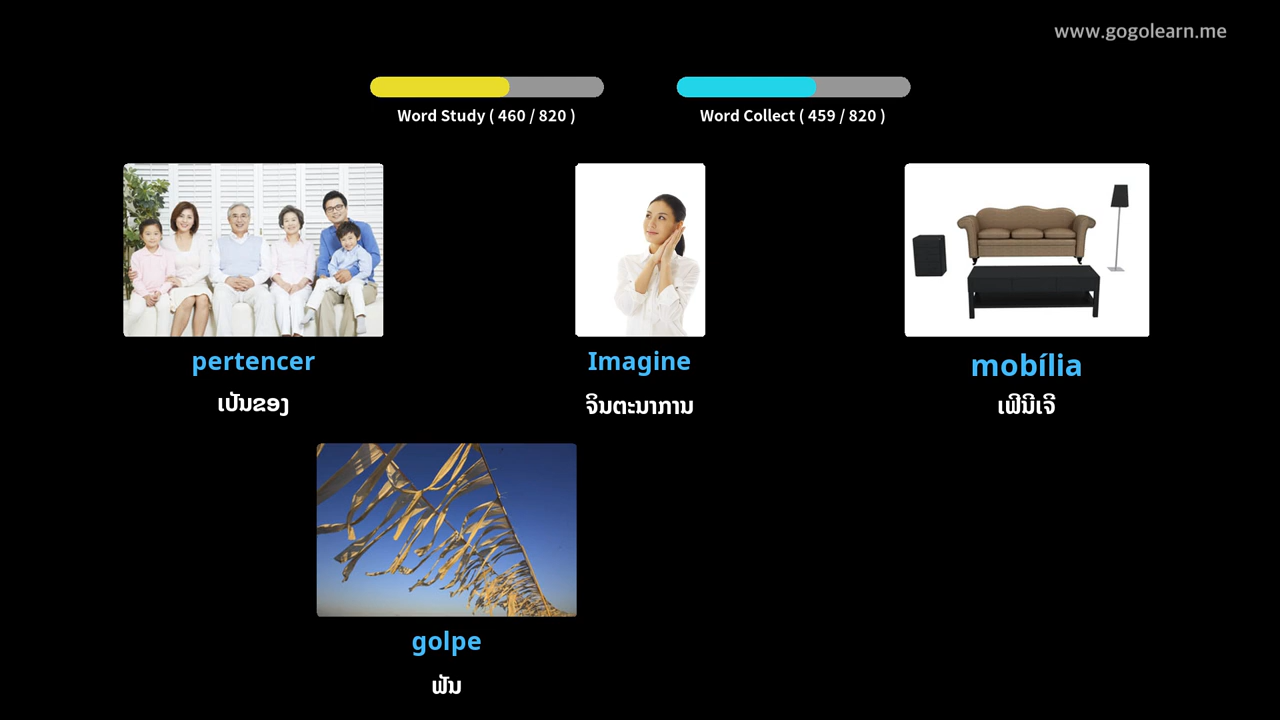 www.gogolearn.me
Word Study ( 460 / 820 )
Word Collect ( 459 / 820 )
pertencer
Imagine
mobília
ເປັນຂອງ
ຈິນຕະນາການ
ເຟີນີເຈີ
golpe
ຟັນ